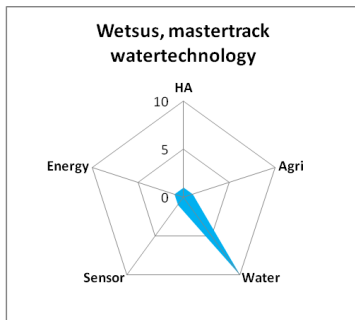 Wetsus, mastertrack
watertechnology
HA
10
5
0
Energy
Agri
Sensor
Water